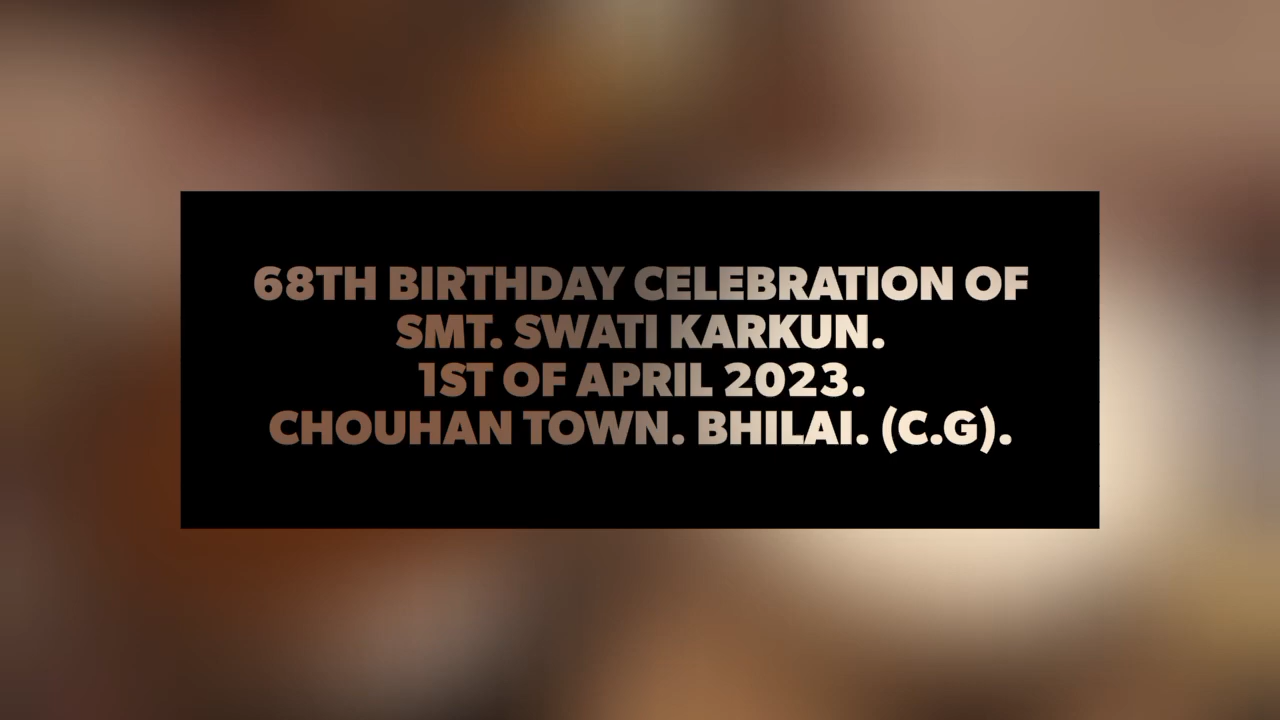 68TH BIRTHDAY CELEBRATION OF
SMT. SWATI KARKUN.
1ST OF APRIL 2023.
CHOUHAN TOWN. BHILAI. (C.G).